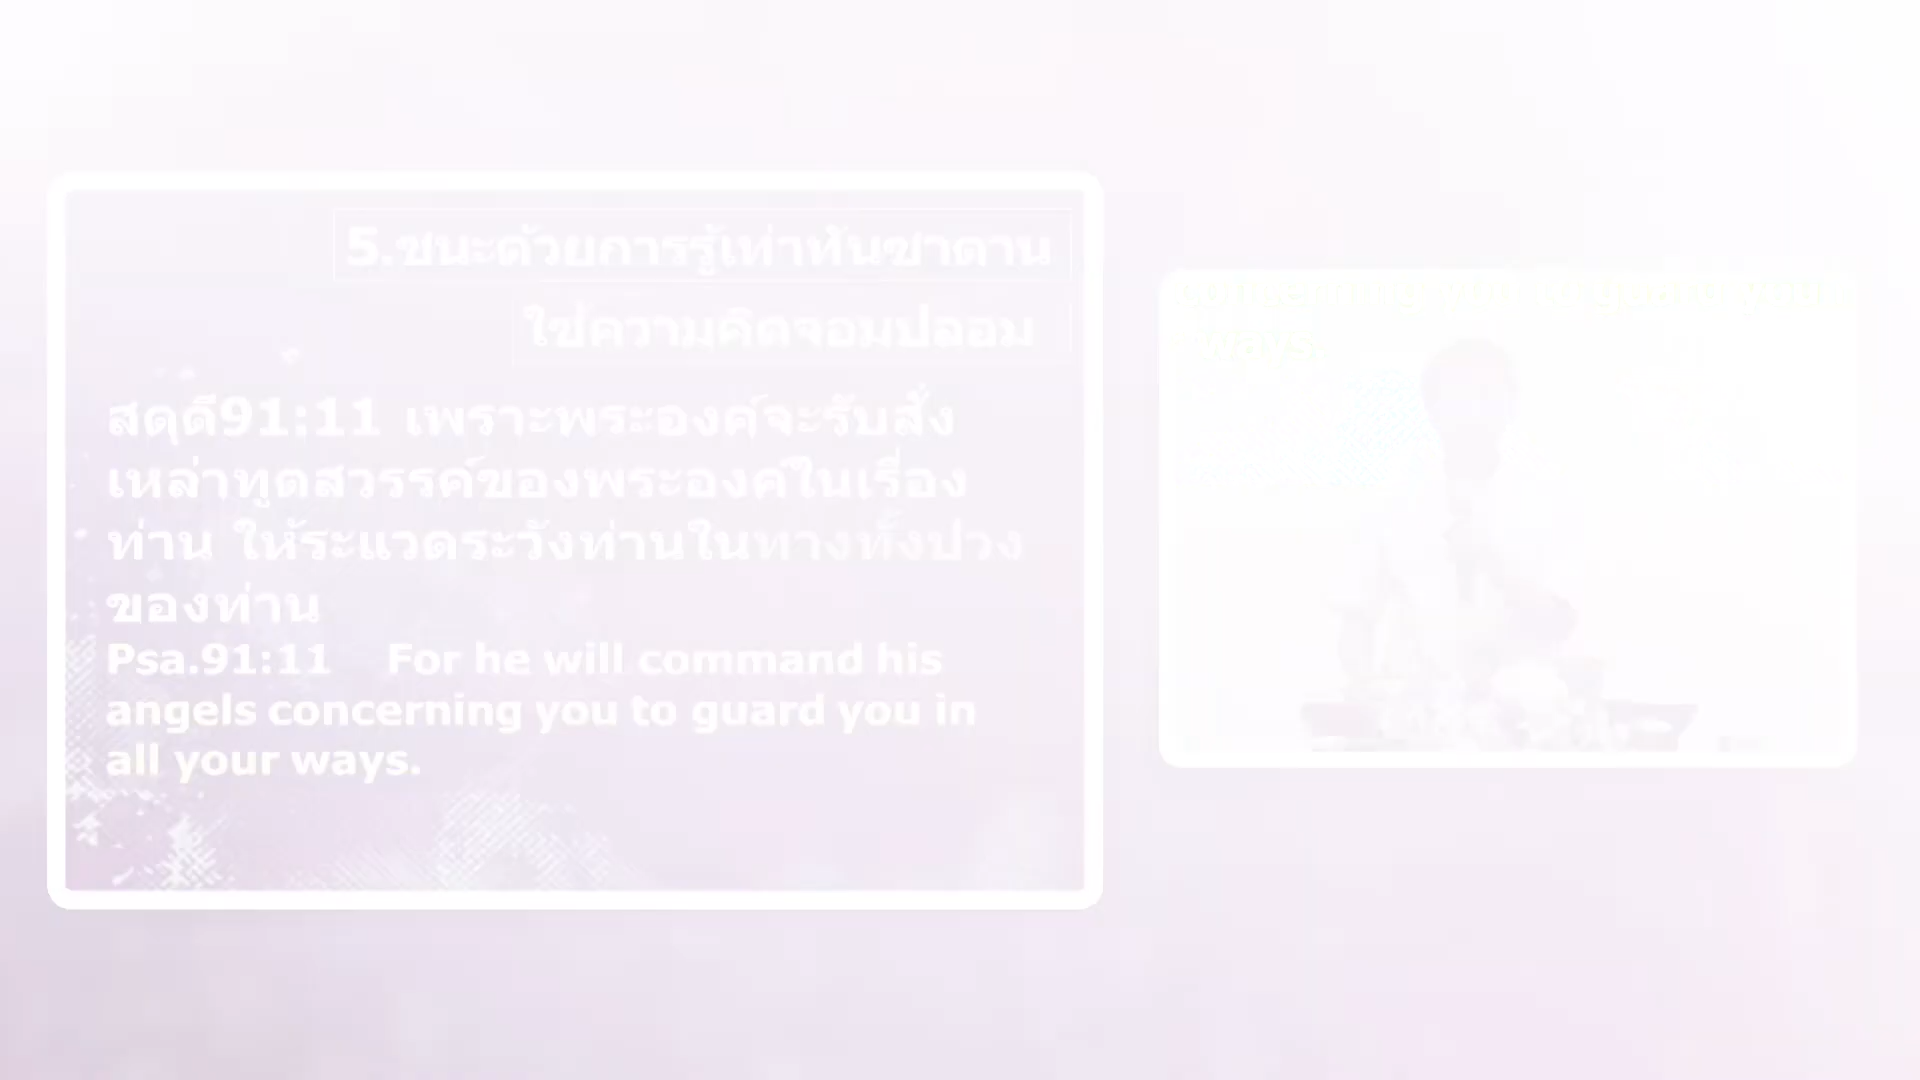 5.ชนะด้วยการรู้เท่าทันซาตาน
ใช้ความคิดจอมปลอม
สดุดี91:11 เพราะพระองค์จะรับสั่ง
เหล่าทูตสวรรค์ของพระองค์ในเรื่อง
ท่าน ให้ระแวดระวังท่านในทางทั้งปวง
ของท่าน
Psa.91:11 For he will command his
angels concerning you to guard you in
all your ways.
concerning you to guard you in
ways.